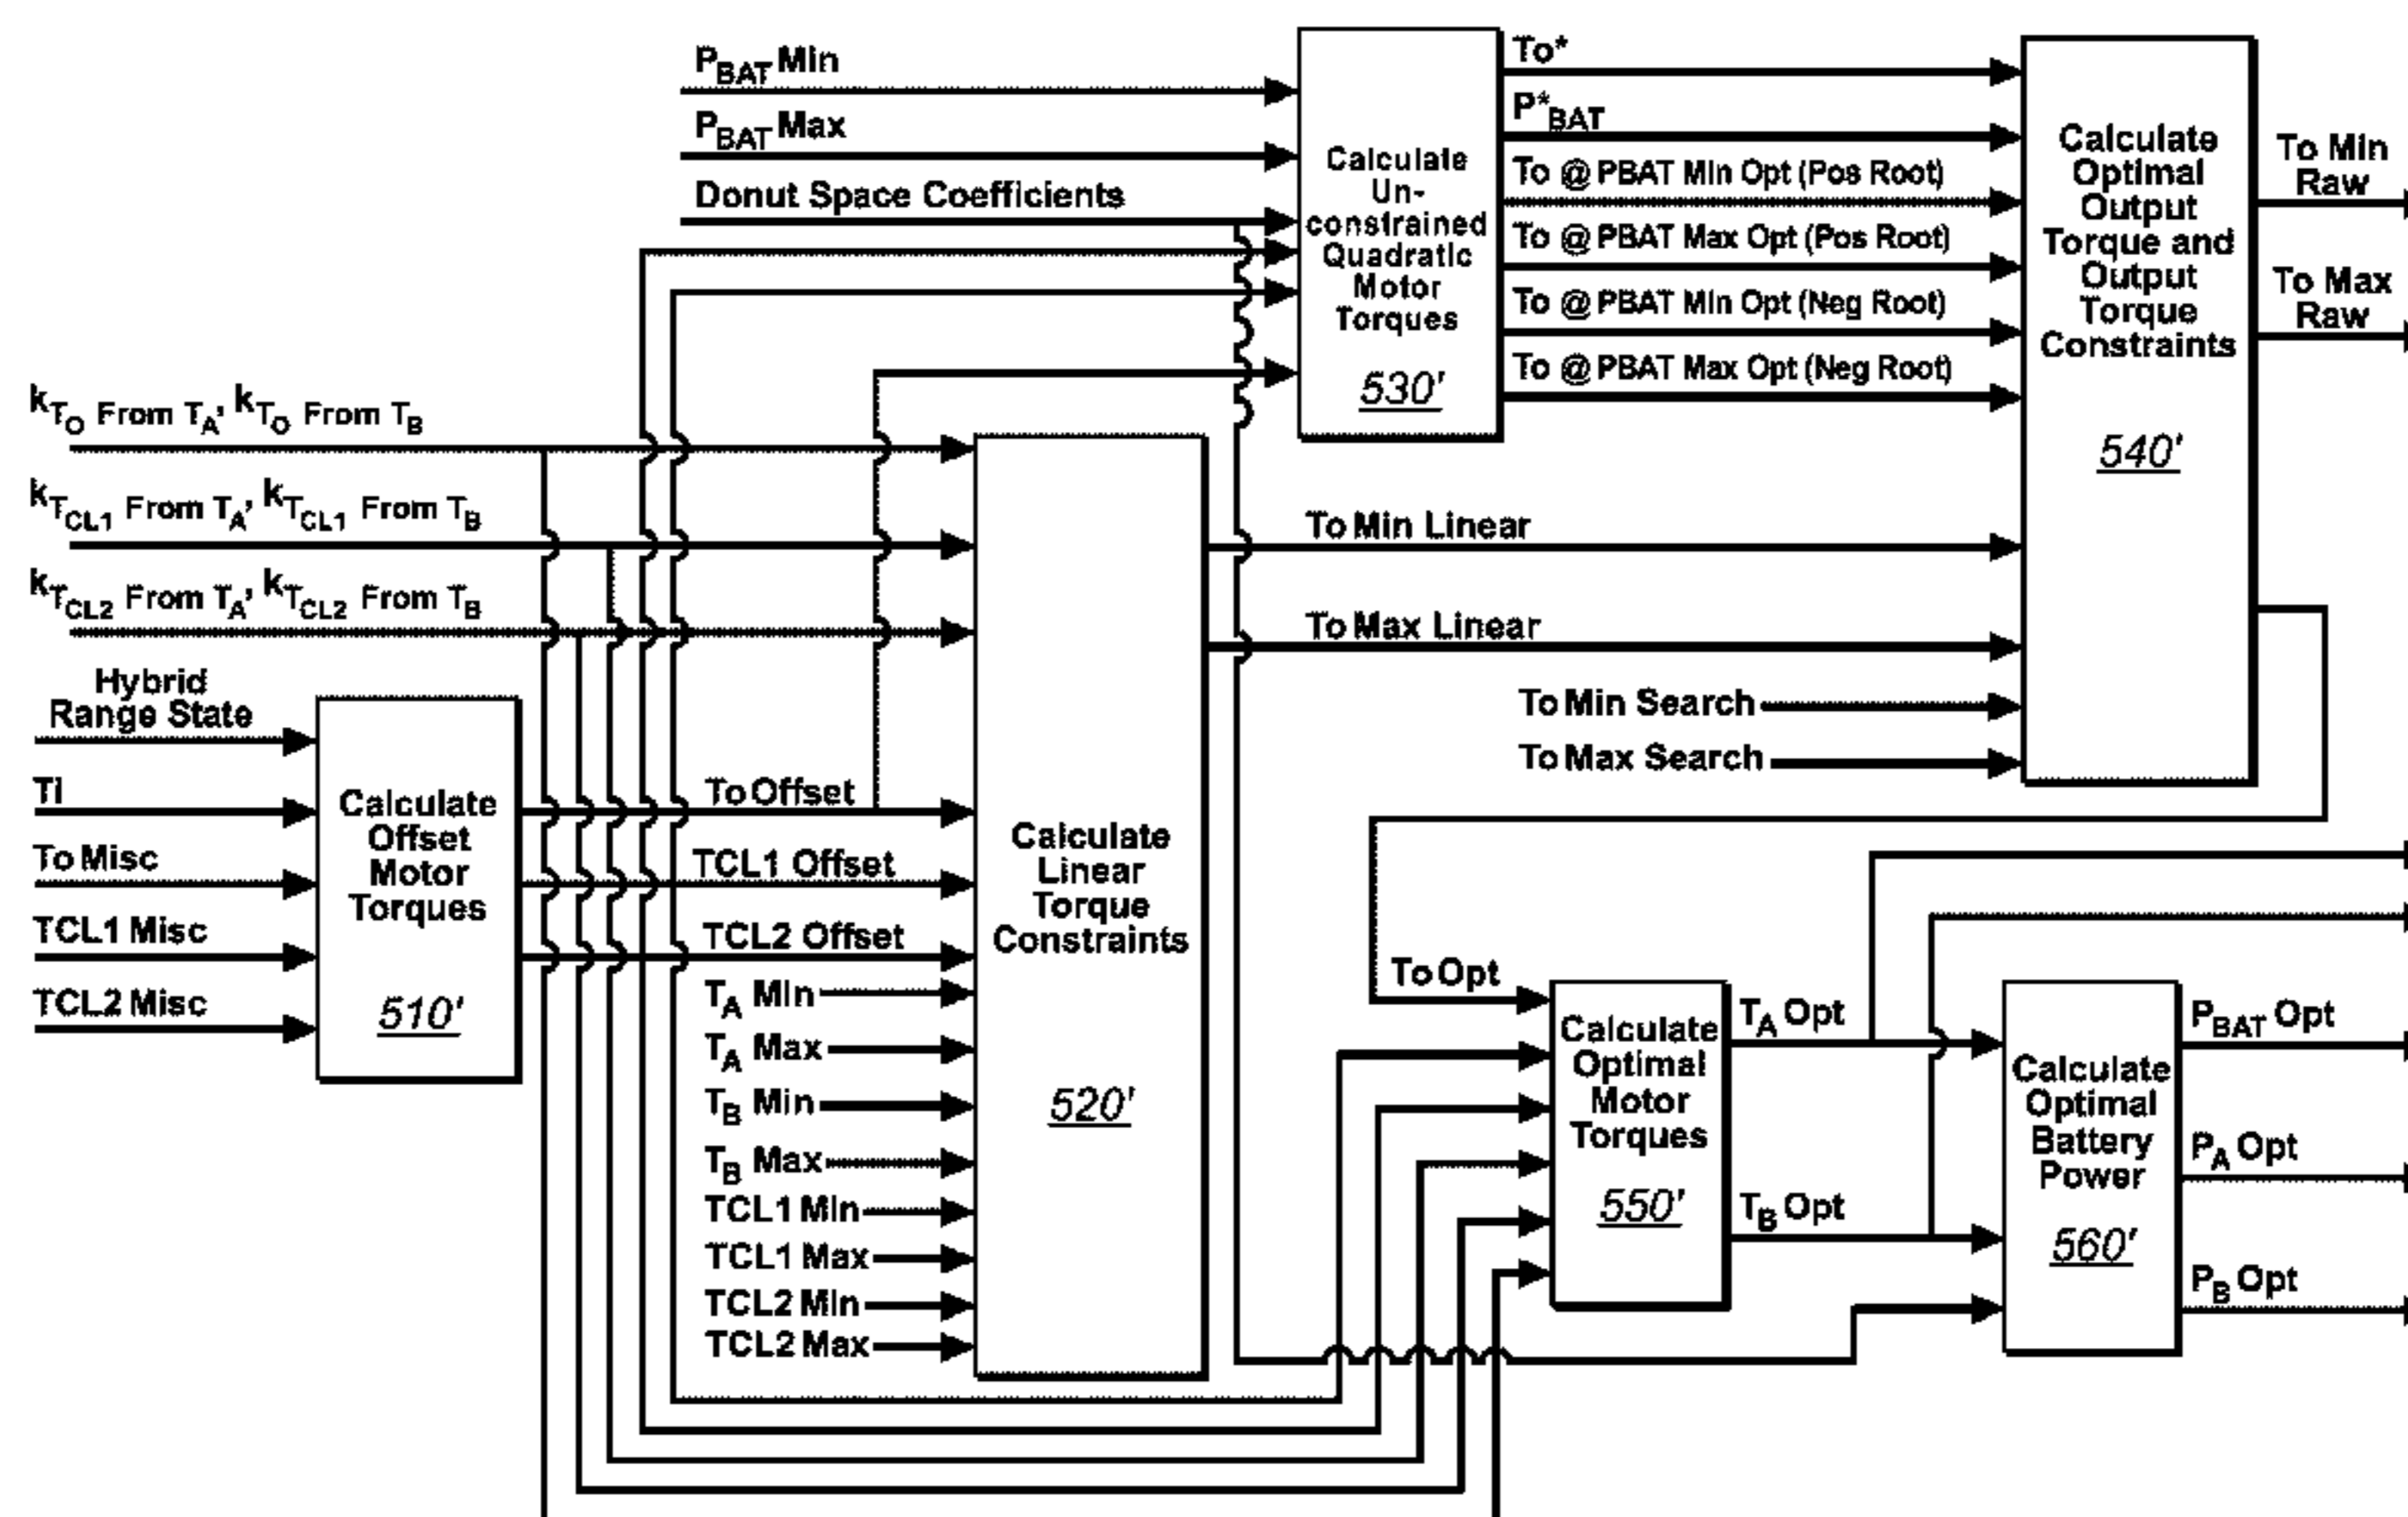 P_BAT Min
P_BAT Max
Donut Space Coefficients
Calculate
Un-
constrained
Quadratic
Motor
Torques
530'
To*
P*BAT
To @ PBAT Min Opt (Pos Root)
To @ PBAT Max Opt (Pos Root)
To @ PBAT Min Opt (Neg Root)
To @ PBAT Max Opt (Neg Root)
Calculate
Optimal
Output
Torque and
Output
Torque
Constraints
540'
To Min
Raw
To Max
Raw
kTO From TA, kTO From TB
kTCL1 From TA, kTCL1 From TB
kTCL2 From TA, kTCL2 From TB
Hybrid
Range State
Ti
To Misc
TCL1 Misc
TCL2 Misc
Calculate
Offset
Motor
Torques
510'
To Offset
TCL1 Offset
TCL2 Offset
TA Min
TA Max
TB Min
TB Max
TCL1 Min
TCL1 Max
TCL2 Min
TCL2 Max
Calculate
Linear
Torque
Constraints
520'
To Min Linear
To Max Linear
To Min Search
To Max Search
To Opt
Calculate
Optimal
Motor
Torques
550'
TA Opt
TB Opt
Calculate
Optimal
Battery
Power
560'
PBAT Opt
PA Opt
PB Opt